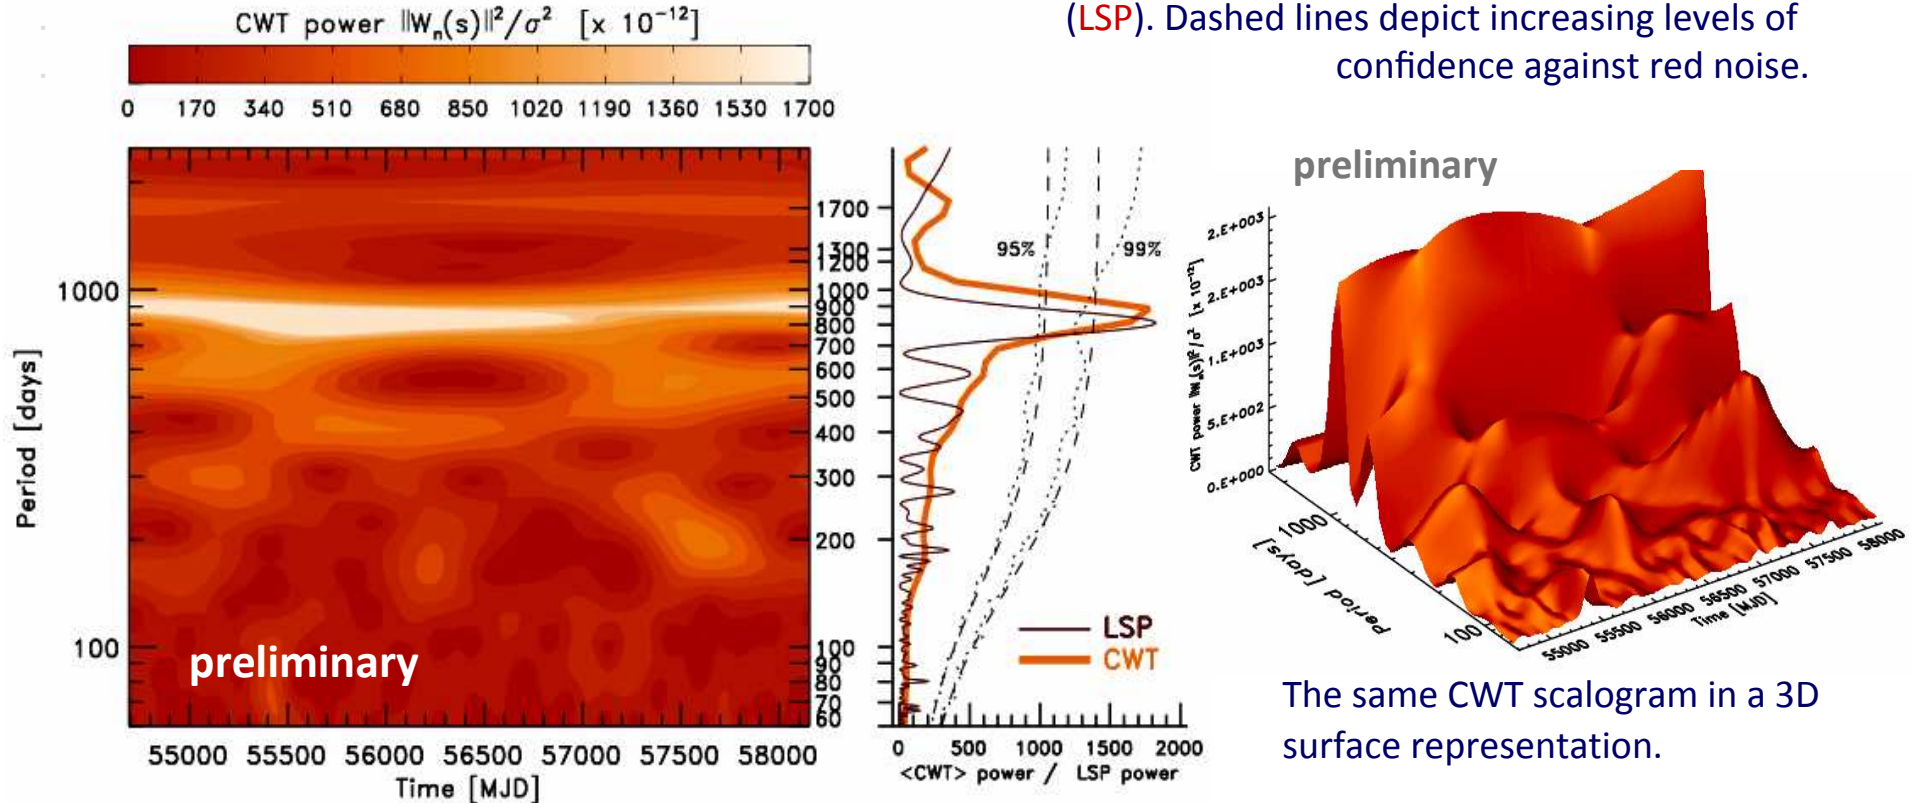 CWT power ||Wₙ(s)||²/σ² [x 10⁻¹²]
0 170 340 510 680 850 1020 1190 1360 1530 1700
(LSP). Dashed lines depict increasing levels of
confidence against red noise.
Period [days]
1000
100
preliminary
55000 55500 56000 56500 57000 57500 58000
Time [MJD]
1700
1300
1200
1000
900
800
700
600
500
400
300
200
100
90
80
70
60
95%
99%
LSP
CWT
0 500 1000 1500 2000
<CWT> power / LSP power
preliminary
CWT power ||Wₙ(s)||²/σ² [x 10⁻¹²]
2.E+003
2.E+003
1.E+003
5.E+002
0.E+000
1000
100
Period [days]
55000 55500 56000 56500 57000 57500 58000
Time [MJD]
The same CWT scalogram in a 3D
surface representation.